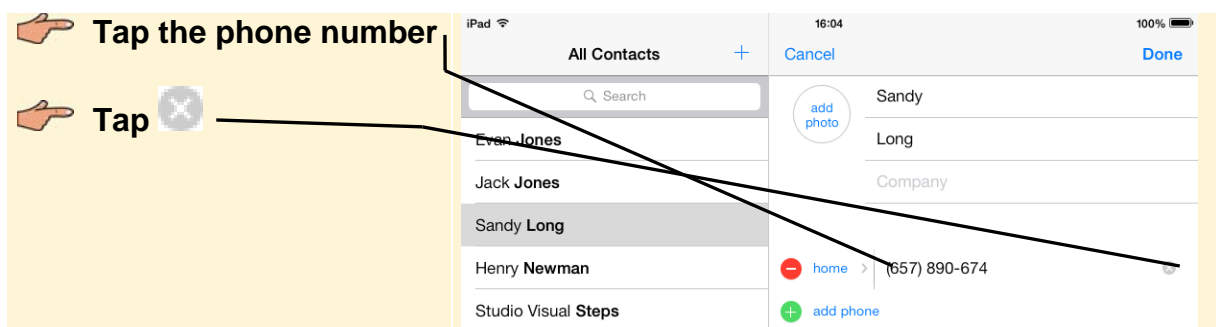 Tap the phone number
Tap
iPad 16:04 100%
All Contacts + Cancel Done
Search
Evan Jones
Jack Jones
Sandy Long
Henry Newman
Studio Visual Steps
add
photo
Sandy
Long
Company
home > (657) 890-674
add phone